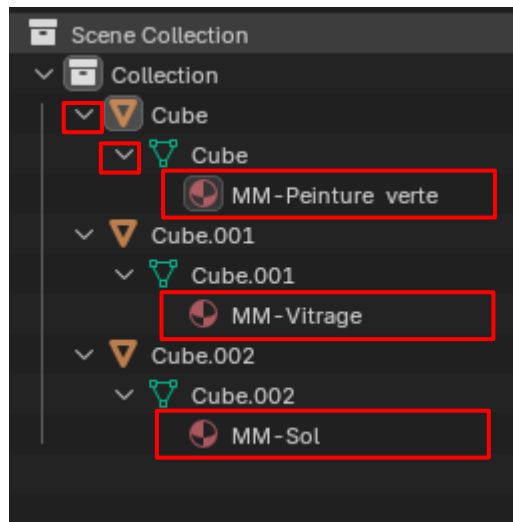 Scene Collection
Collection
Cube
Cube
MM-Peinture verte
Cube.001
Cube.001
MM-Vitrage
Cube.002
Cube.002
MM-Sol